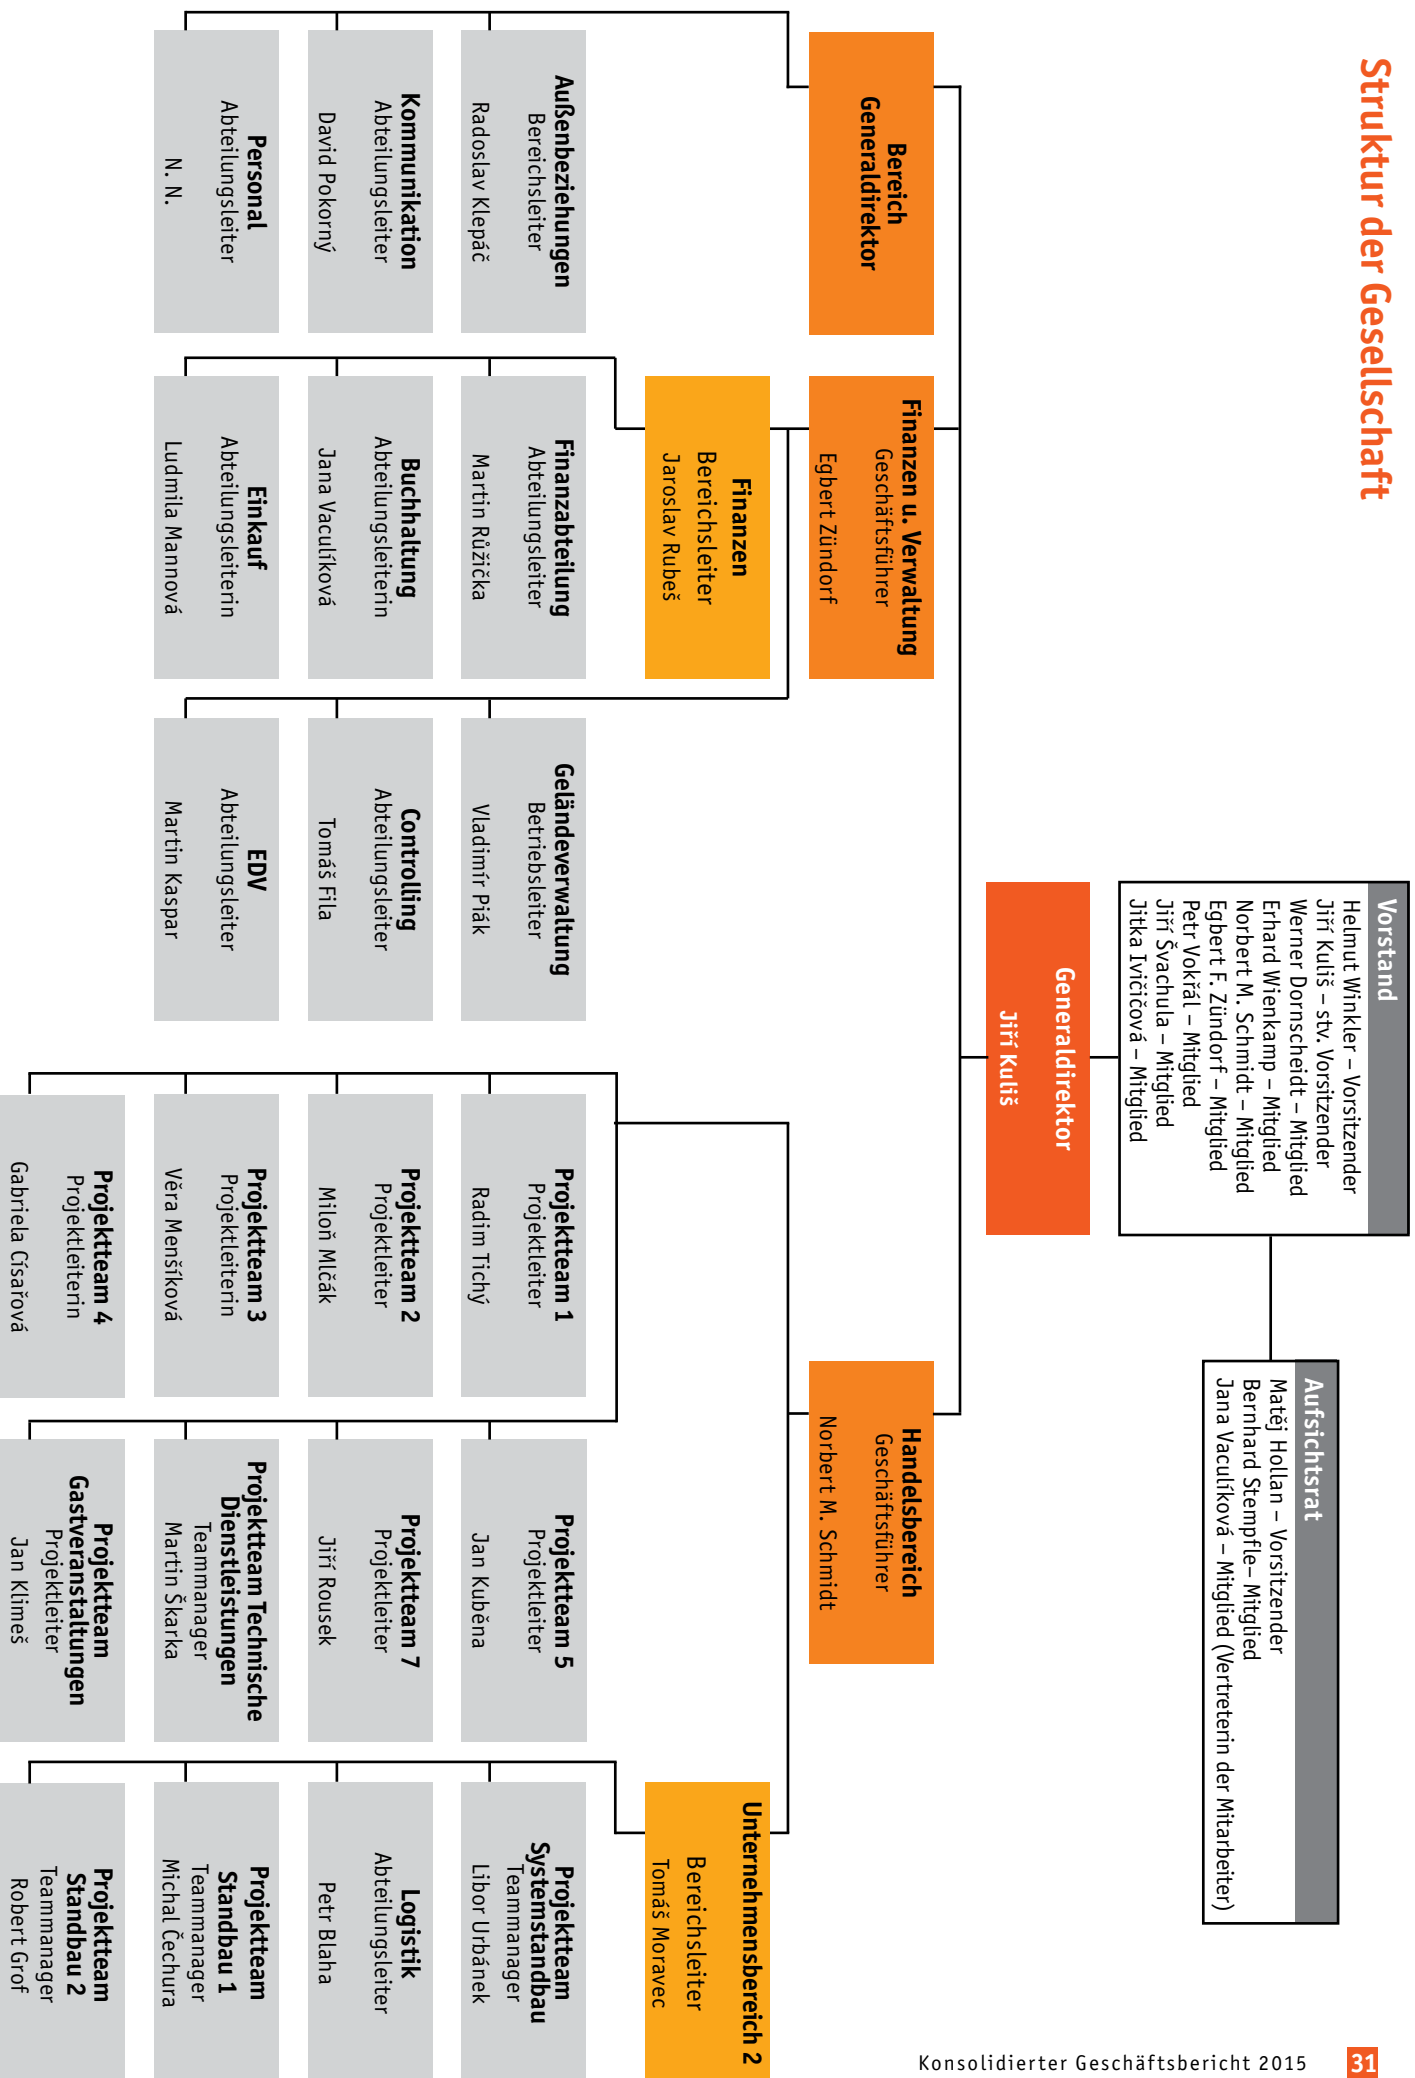 Struktur der Gesellschaft
Vorstand
Helmut Winkler – Vorsitzender
Jiří Kuliš – stv. Vorsitzender
Werner Dornscheidt – Mitglied
Erhard Wienkamp – Mitglied
Norbert M. Schmidt – Mitglied
Egbert F. Zündorf – Mitglied
Petr Vokřál – Mitglied
Jiří Švachula – Mitglied
Jitka Ivičičová – Mitglied
Aufsichtsrat
Matěj Hollan – Vorsitzender
Bernhard Stempfle– Mitglied
Jana Vaculíková – Mitglied (Vertreterin der Mitarbeiter)
Generaldirektor
Jiří Kuliš
Bereich
Generaldirektor
Finanzen u. Verwaltung
Geschäftsführer
Egbert Zündorf
Handelsbereich
Geschäftsführer
Norbert M. Schmidt
Finanzen
Bereichsleiter
Jaroslav Rubeš
Unternehmensbereich 2
Bereichsleiter
Tomáš Moravec
Außenbeziehungen
Bereichsleiter
Radoslav Klepáč
Kommunikation
Abteilungsleiter
David Pokorný
Personal
Abteilungsleiter
N. N.
Finanzabteilung
Abteilungsleiter
Martin Růžička
Buchhaltung
Abteilungsleiterin
Jana Vaculíková
Einkauf
Abteilungsleiterin
Ludmila Mannová
Geländeverwaltung
Betriebsleiter
Vladimír Piák
Controlling
Abteilungsleiter
Tomáš Fila
EDV
Abteilungsleiter
Martin Kaspar
Projektteam 1
Projektleiter
Radim Tichý
Projektteam 2
Projektleiter
Miloň Mlčák
Projektteam 3
Projektleiterin
Věra Menšíková
Projektteam 4
Projektleiterin
Gabriela Císařová
Projektteam 5
Projektleiter
Jan Kuběna
Projektteam 7
Projektleiter
Jiří Rousek
Projektteam Technische
Dienstleistungen
Teammanager
Martin Škarka
Projektteam
Gastveranstaltungen
Projektleiter
Jan Klimeš
Projektteam
Systemstandbau
Teammanager
Libor Urbánek
Logistik
Abteilungsleiter
Petr Blaha
Projektteam
Standbau 1
Teammanager
Michal Čechura
Projektteam
Standbau 2
Teammanager
Robert Grof
Konsolidierter Geschäftsbericht 2015 31